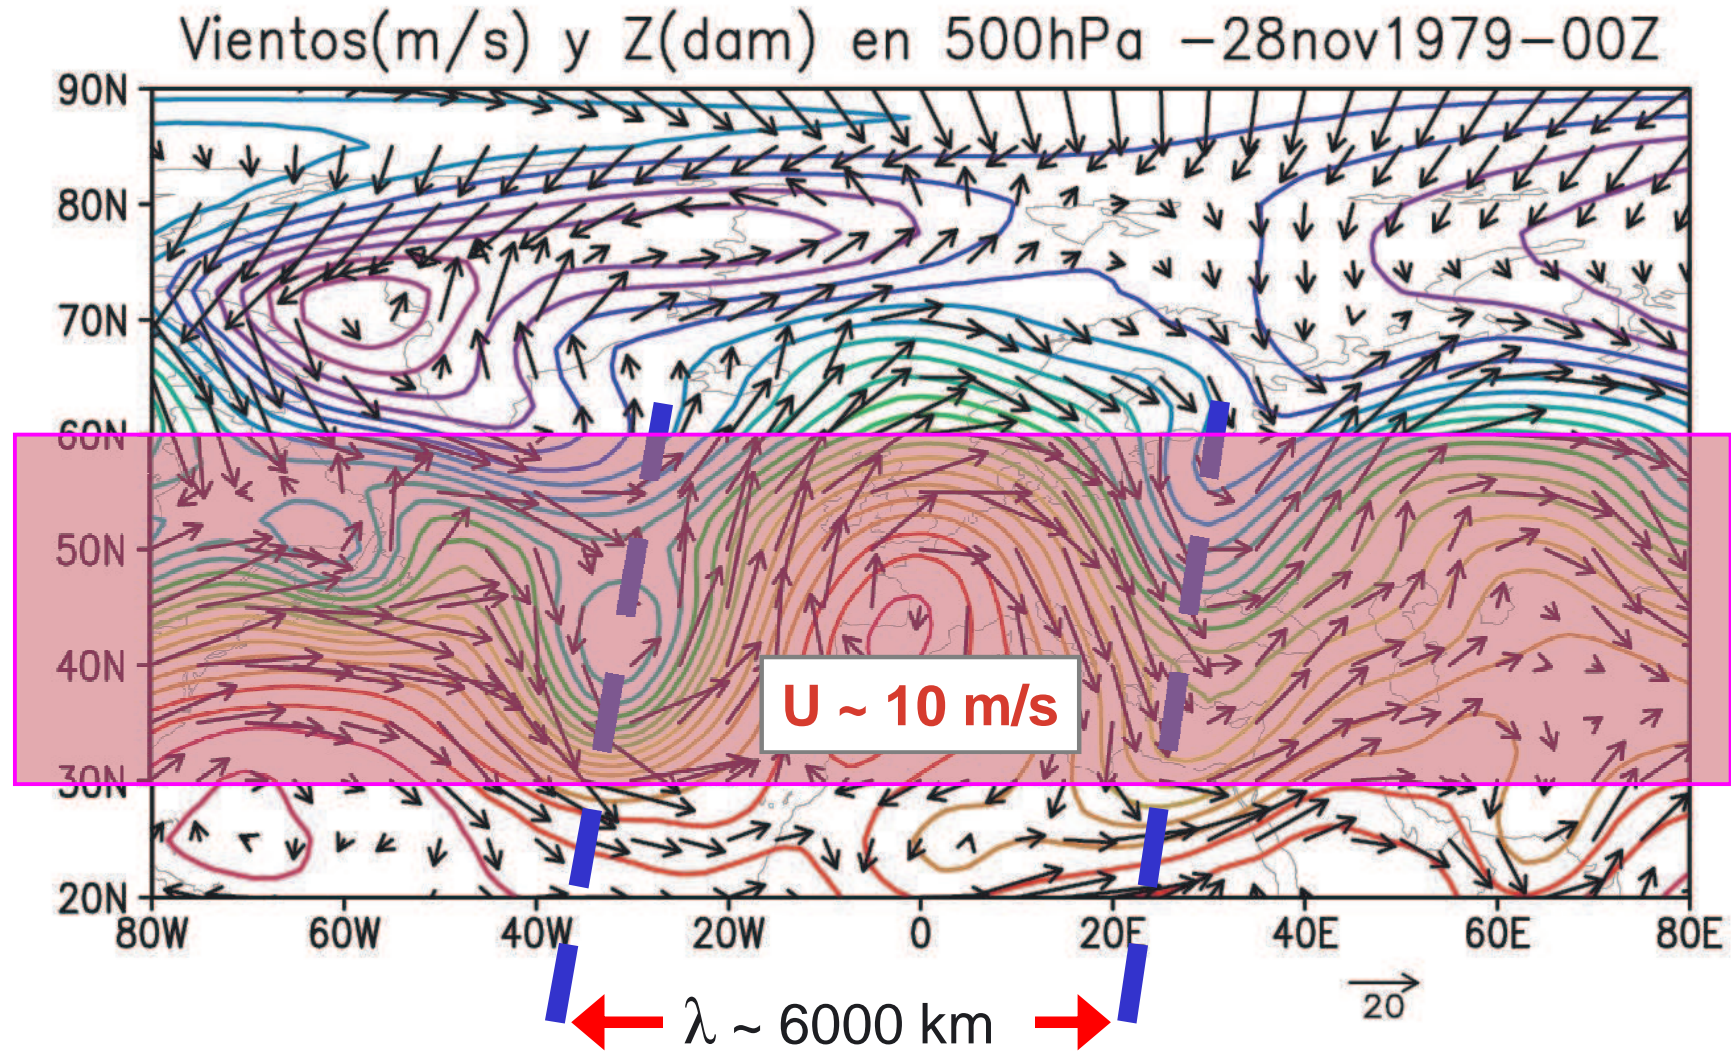 Vientos(m/s) y Z(dam) en 500hPa -28nov1979-00Z
90N
80N
70N
60N
50N
40N
30N
20N
U ~ 10 m/s
80W 60W 40W 20W 0 20E 40E 60E 80E
20
λ ~ 6000 km